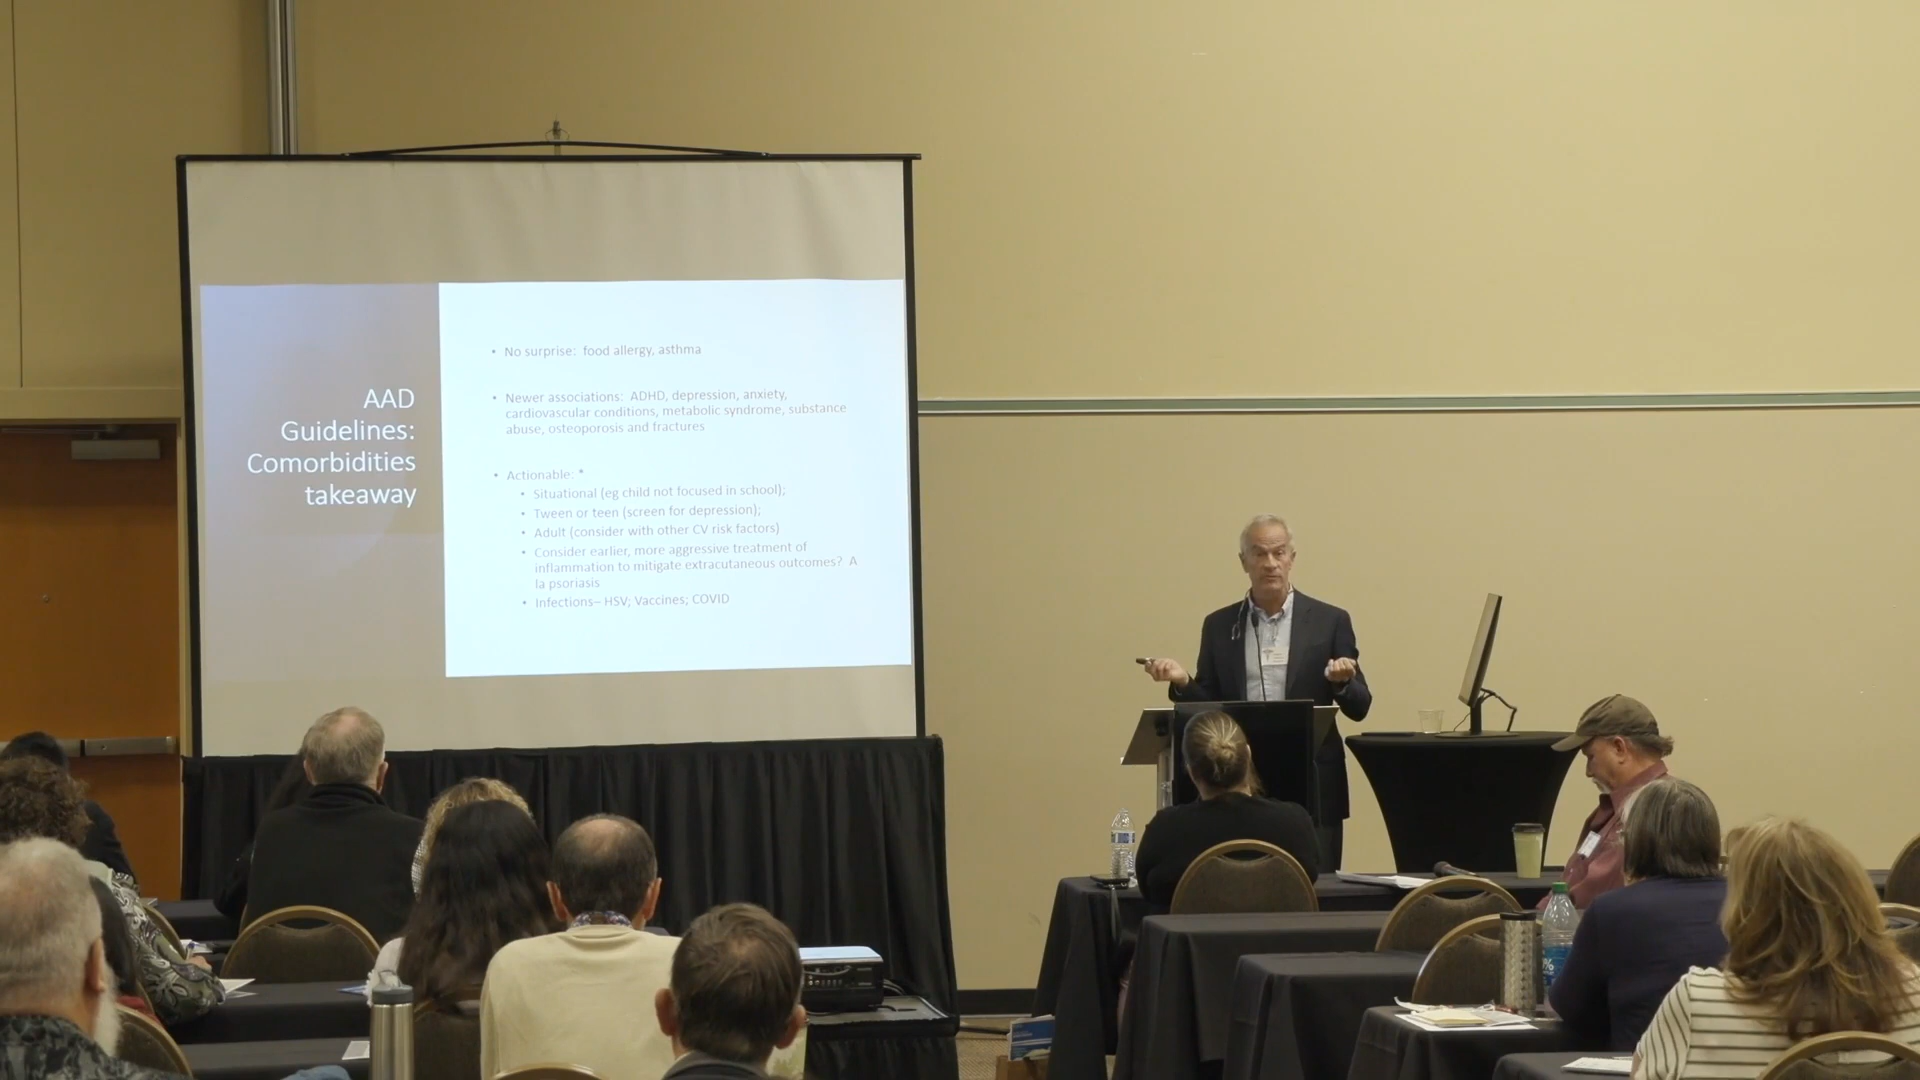 AAD
Guidelines:
Comorbidities
takeaway
• No surprise: food allergy, asthma
• Newer associations: ADHD, depression, anxiety,
cardiovascular conditions, metabolic syndrome, substance
abuse, osteoporosis and fractures
• Actionable: *
• Situational (eg child not focused in school);
• Tween or teen (screen for depression);
• Adult (consider with other CV risk factors)
• Consider earlier, more aggressive treatment of
inflammation to mitigate extracutaneous outcomes? A
la psoriasis
• Infections– HSV; Vaccines; COVID